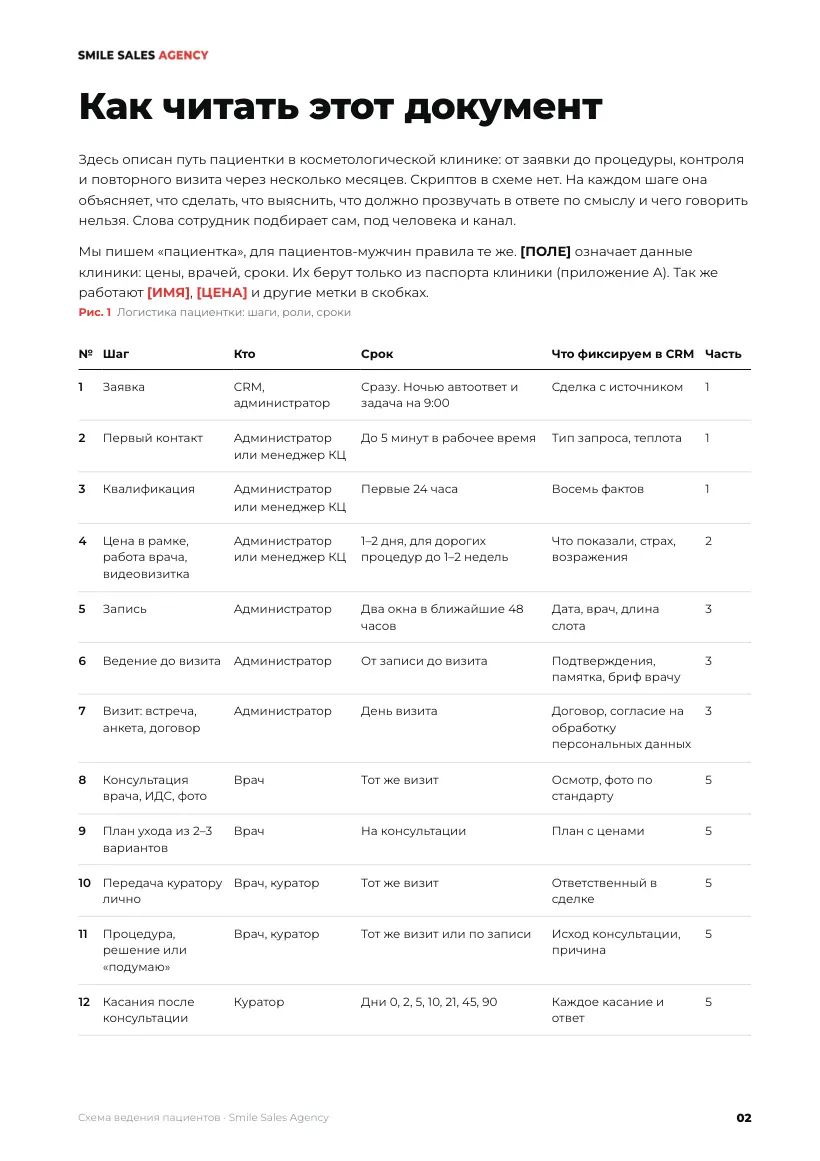 SMILE SALES AGENCY
Как читать этот документ
Здесь описан путь пациентки в косметологической клинике: от заявки до процедуры, контроля
и повторного визита через несколько месяцев. Скриптов в схеме нет. На каждом шаге она
объясняет, что сделать, что выяснить, что должно прозвучать в ответе по смыслу и чего говорить
нельзя. Слова сотрудник подбирает сам, под человека и канал.
Мы пишем «пациентка», для пациентов-мужчин правила те же. [ПОЛЕ] означает данные
клиники: цены, врачей, сроки. Их берут только из паспорта клиники (приложение А). Так же
работают [ИМЯ], [ЦЕНА] и другие метки в скобках.
Рис. 1 Логистика пациентки: шаги, роли, сроки
№ Шаг Кто Срок Что фиксируем в CRM Часть
1 Заявка CRM, Сразу. Ночью автоответ и Сделка с источником 1
администратор задача на 9:00
2 Первый контакт Администратор До 5 минут в рабочее время Тип запроса, теплота 1
или менеджер КЦ
3 Квалификация Администратор Первые 24 часа Восемь фактов 1
или менеджер КЦ
4 Цена в рамке, Администратор 1–2 дня, для дорогих Что показали, страх, 2
работа врача, или менеджер КЦ процедур до 1–2 недель возражения
видеовизитка
5 Запись Администратор Два окна в ближайшие 48 Дата, врач, длина 3
часов слота
6 Ведение до визита Администратор От записи до визита Подтверждения, 3
памятка, бриф врачу
7 Визит: встреча, Администратор День визита Договор, согласие на 3
анкета, договор обработку
персональных данных
8 Консультация Врач Тот же визит Осмотр, фото по 5
врача, ИДС, фото стандарту
9 План ухода из 2–3 Врач На консультации План с ценами 5
вариантов
10 Передача куратору Врач, куратор Тот же визит Ответственный в 5
лично сделке
11 Процедура, Врач, куратор Тот же визит или по записи Исход консультации, 5
решение или причина
«подумаю»
12 Касания после Куратор Дни 0, 2, 5, 10, 21, 45, 90 Каждое касание и 5
консультации ответ
Схема ведения пациентов · Smile Sales Agency 02